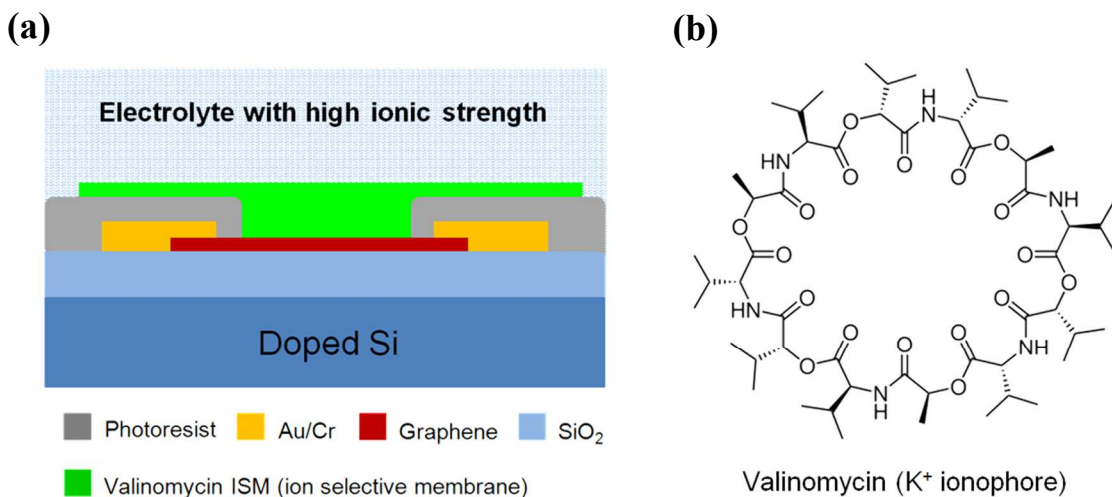 (a)
Electrolyte with high ionic strength
Doped Si
Photoresist
Au/Cr
Graphene
SiO₂
Valinomycin ISM (ion selective membrane)
(b)
O
N
H
O
O
HN
O
O
O
O
O
NH
O
O
O
O
O
N
H
O
O
O
O
N
H
O
O
O
O
NH
O
O
Valinomycin (K⁺ ionophore)